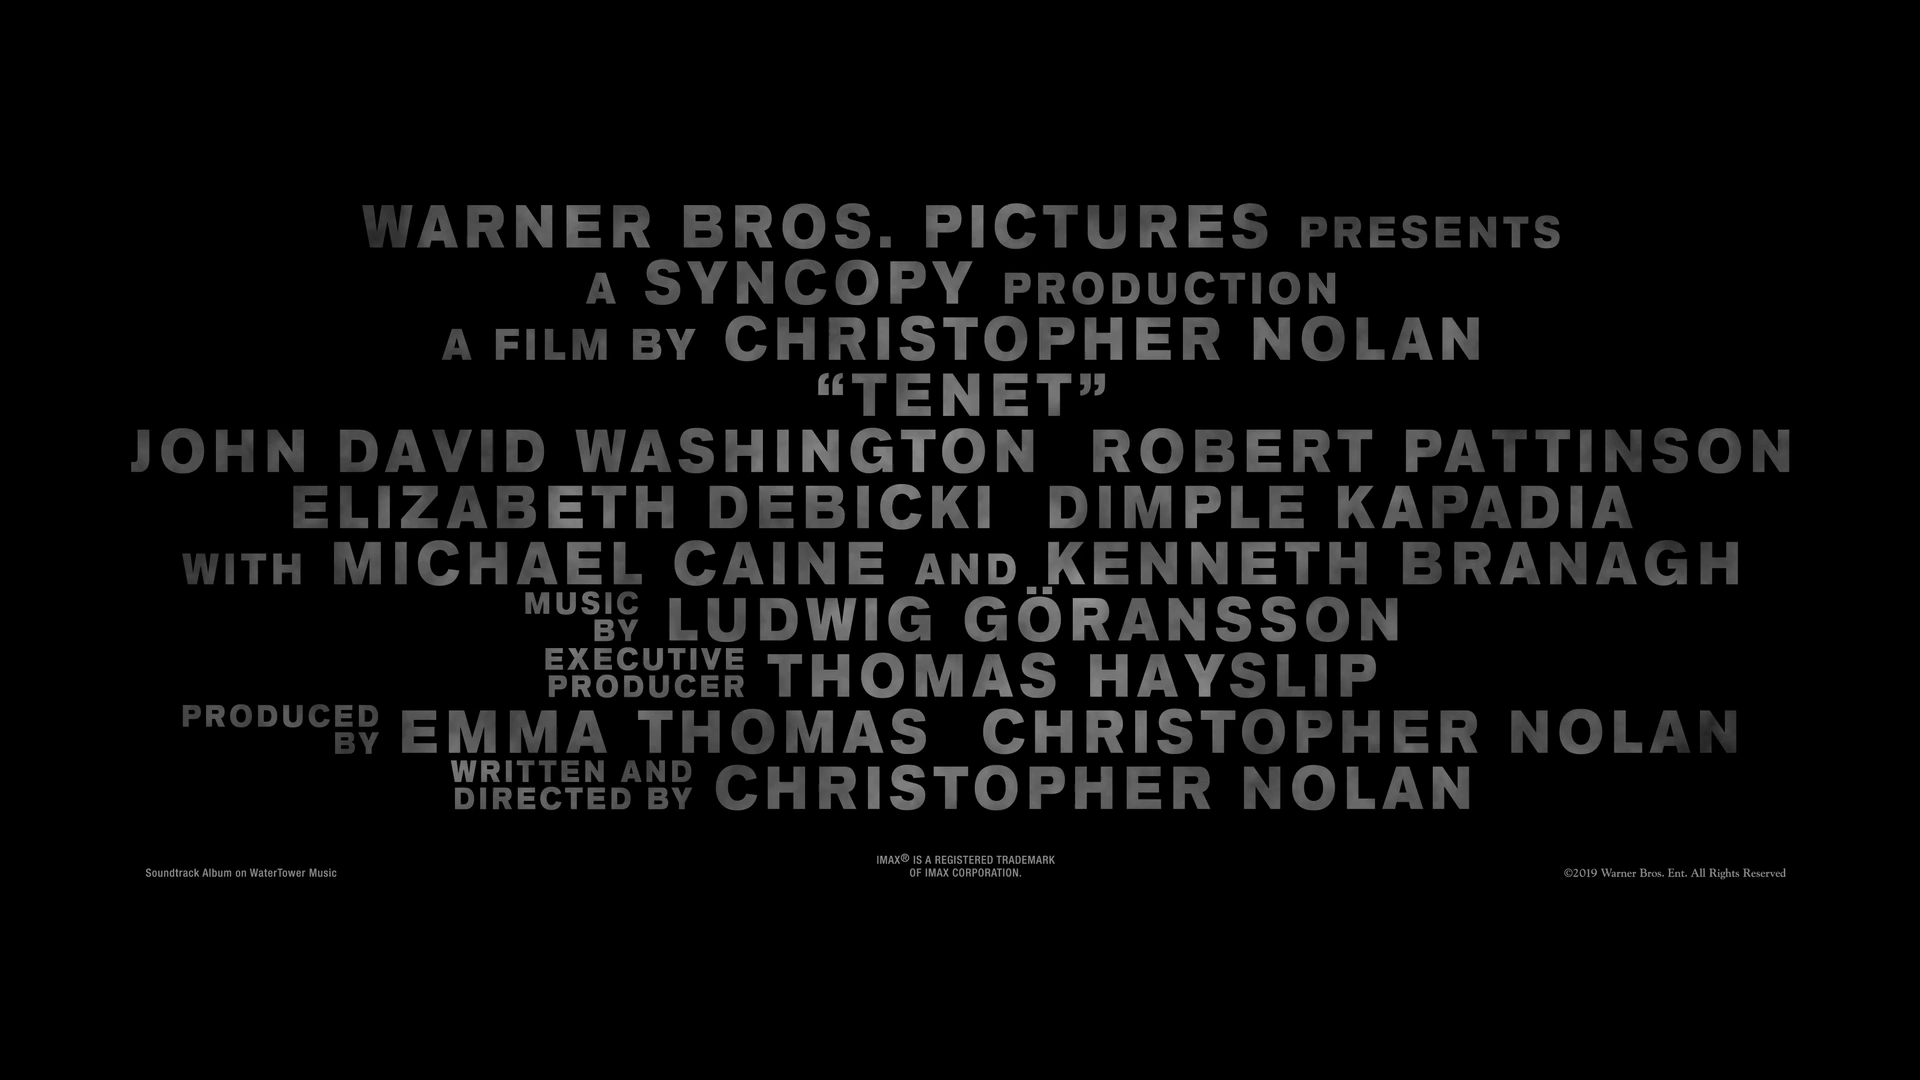 WARNER BROS. PICTURES PRESENTS
A SYNCOPY PRODUCTION
A FILM BY CHRISTOPHER NOLAN
“TENET”
JOHN DAVID WASHINGTON ROBERT PATTINSON
ELIZABETH DEBICKI DIMPLE KAPADIA
WITH MICHAEL CAINE AND KENNETH BRANAGH
MUSIC BY LUDWIG GÖRANSSON
EXECUTIVE PRODUCER THOMAS HAYSLIP
PRODUCED BY EMMA THOMAS CHRISTOPHER NOLAN
WRITTEN AND DIRECTED BY CHRISTOPHER NOLAN
Soundtrack Album on WaterTower Music
IMAX® IS A REGISTERED TRADEMARK
OF IMAX CORPORATION.
©2019 Warner Bros. Ent. All Rights Reserved